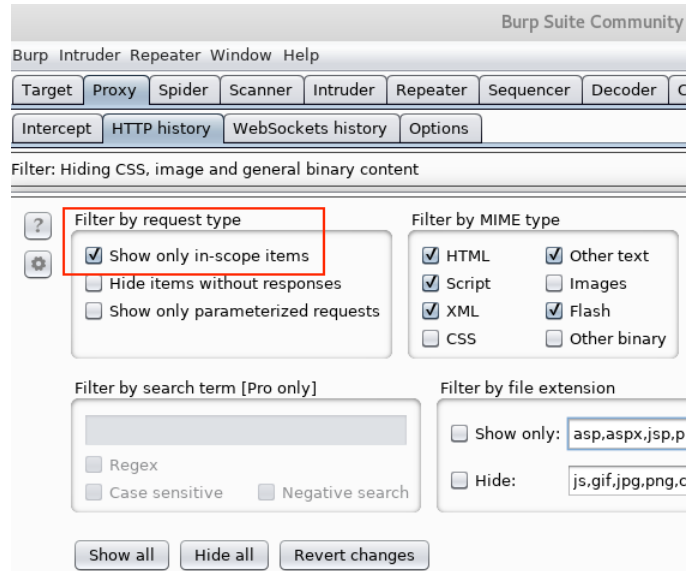 Burp Suite Community
Burp Intruder Repeater Window Help
Target Proxy Spider Scanner Intruder Repeater Sequencer Decoder
Intercept HTTP history WebSockets history Options
Filter: Hiding CSS, image and general binary content
? Filter by request type Filter by MIME type
Show only in-scope items HTML Other text
Hide items without responses Script Images
Show only parameterized requests XML Flash
CSS Other binary
Filter by search term [Pro only] Filter by file extension
Show only: asp,aspx,jsp,p
Regex
Case sensitive Negative search Hide: js,gif,jpg,png,c
Show all Hide all Revert changes